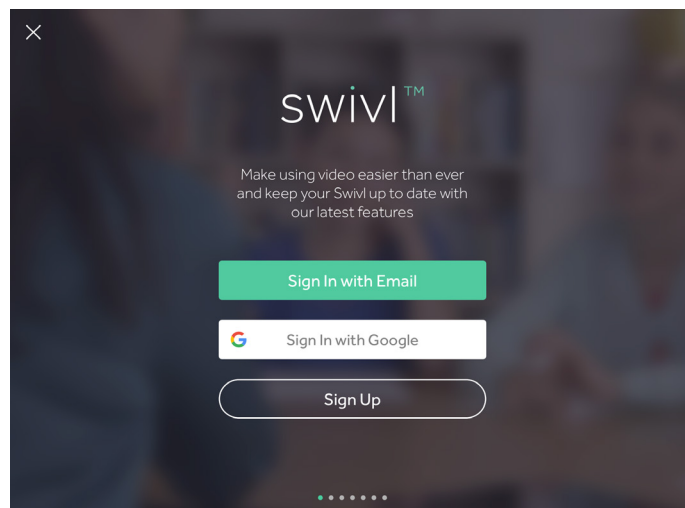 swivl™
Make using video easier than ever
and keep your Swivl up to date with
our latest features
Sign In with Email
Sign In with Google
Sign Up